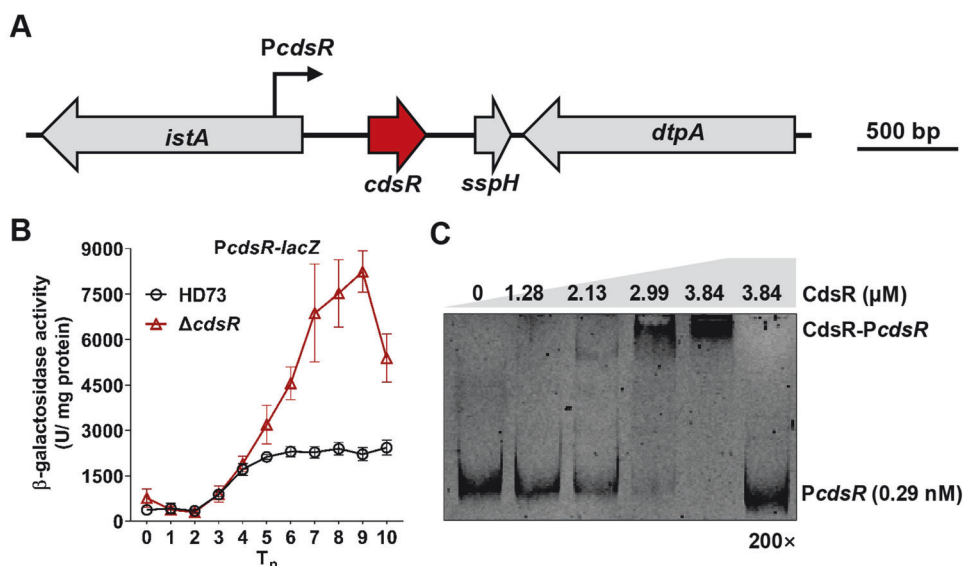 A
PcdsR
istA
cdsR
sspH
dtpA
500 bp
B
PcdsR-lacZ
9000
7500
6000
4500
3000
1500
0
β-galactosidase activity
(U/ mg protein)
HD73
ΔcdsR
0 1 2 3 4 5 6 7 8 9 10
Tn
C
0 1.28 2.13 2.99 3.84 3.84 CdsR (µM)
CdsR-PcdsR
PcdsR (0.29 nM)
200×